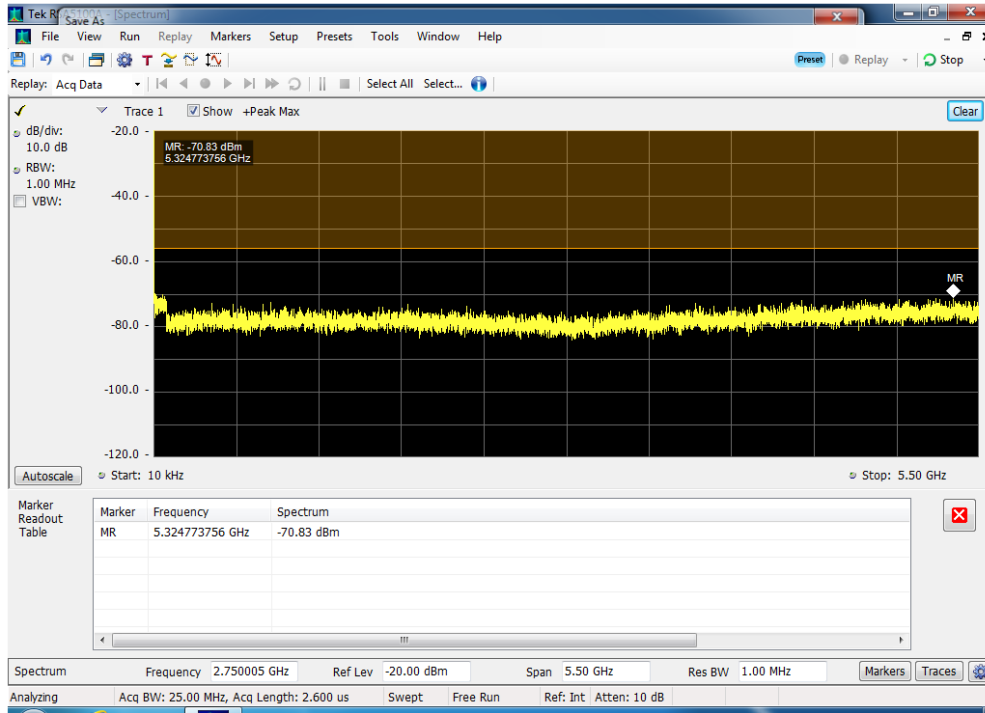 Tek RSA5100A - [Spectrum]
Save As
File View Run Replay Markers Setup Presets Tools Window Help
Preset Replay Stop
Replay: Acq Data Select All Select...
Trace 1 Show +Peak Max Clear
dB/div:
10.0 dB
RBW:
1.00 MHz
VBW:
-20.0
MR: -70.83 dBm
5.324773756 GHz
-40.0
-60.0
MR
-80.0
-100.0
-120.0
Autoscale Start: 10 kHz Stop: 5.50 GHz
Marker
Readout
Table
Marker Frequency Spectrum
MR 5.324773756 GHz -70.83 dBm
Spectrum Frequency 2.750005 GHz Ref Lev -20.00 dBm Span 5.50 GHz Res BW 1.00 MHz Markers Traces
Analyzing Acq BW: 25.00 MHz, Acq Length: 2.600 us Swept Free Run Ref: Int Atten: 10 dB